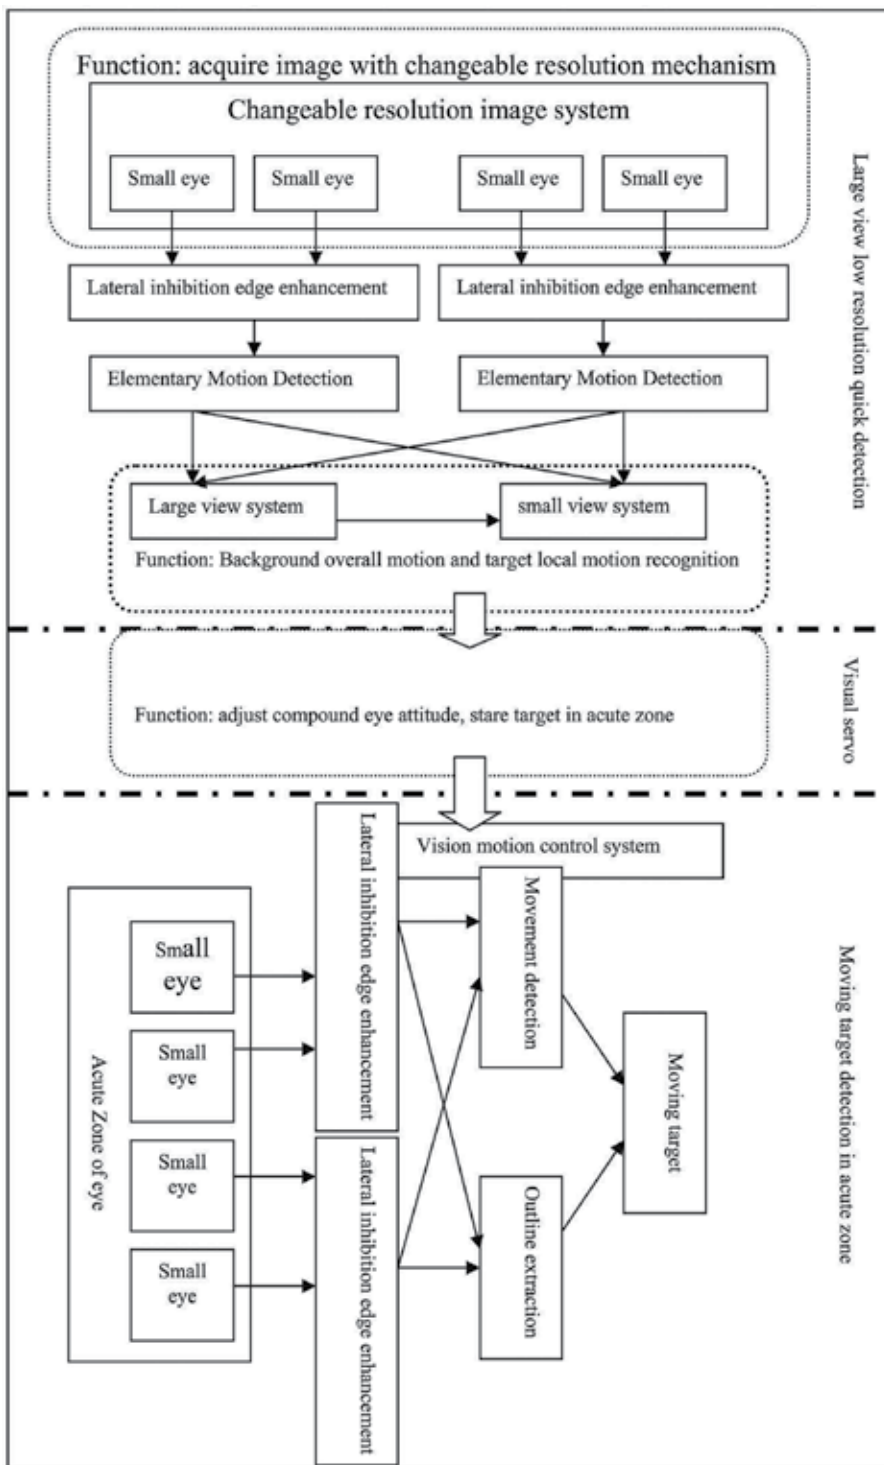 Function: acquire image with changeable resolution mechanism
Changeable resolution image system
Small eye
Small eye
Small eye
Small eye
Lateral inhibition edge enhancement
Lateral inhibition edge enhancement
Elementary Motion Detection
Elementary Motion Detection
Large view system
small view system
Function: Background overall motion and target local motion recognition
Large view low resolution quick detection
Function: adjust compound eye attitude, stare target in acute zone
Visual servo
Vision motion control system
Acute Zone of eye
Small
eye
Small
eye
Small
eye
Small
eye
Lateral inhibition edge enhancement
Lateral inhibition edge enhancement
Movement detection
Outline extraction
Moving target
Moving target detection in acute zone